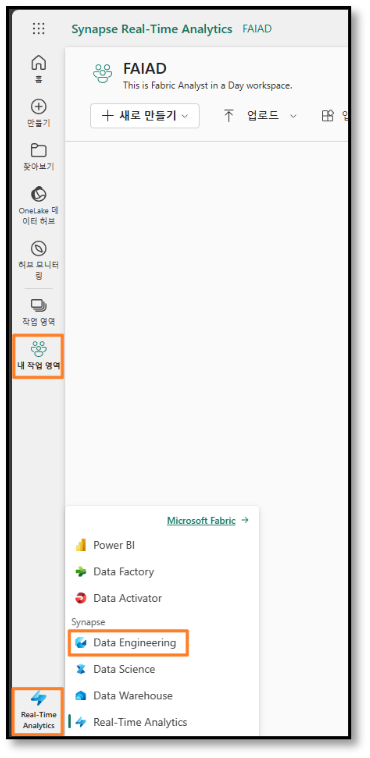 Synapse Real-Time Analytics FAIAD
홈
만들기
찾아보기
OneLake 데
이터 허브
허브 모니터
링
작업 영역
내 작업 영역
FAIAD
This is Fabric Analyst in a Day workspace.
새로 만들기 업로드
Microsoft Fabric
Power BI
Data Factory
Data Activator
Synapse
Data Engineering
Data Science
Data Warehouse
Real-Time Analytics
Real-Time
Analytics